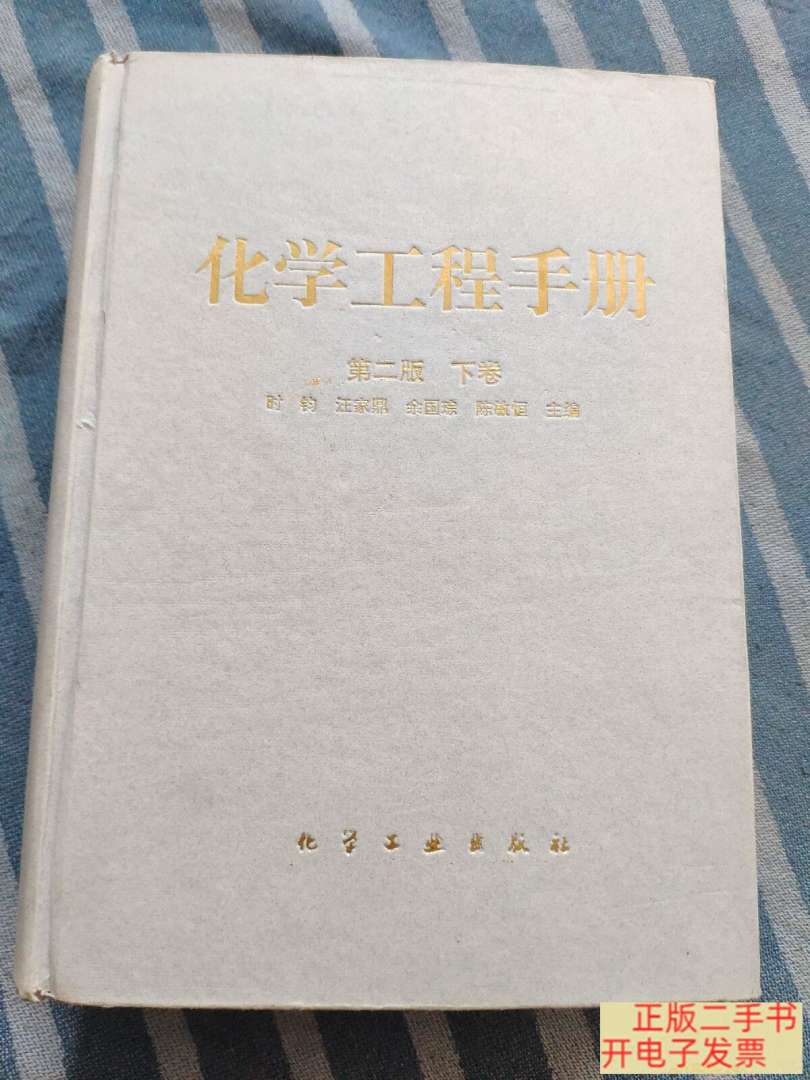 化学工程手册
第二版 下卷
时 钧 汪家鼎 余国琮 陈敏恒 主编
化学工业出版社
正版二手书
开电子发票